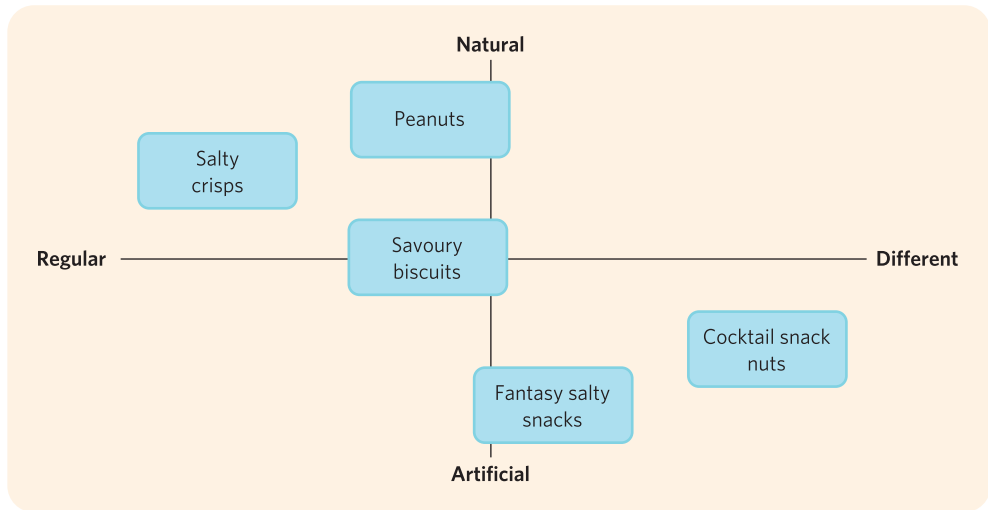 Natural
Peanuts
Salty
crisps
Regular
Savoury
biscuits
Different
Cocktail snack
nuts
Fantasy salty
snacks
Artificial